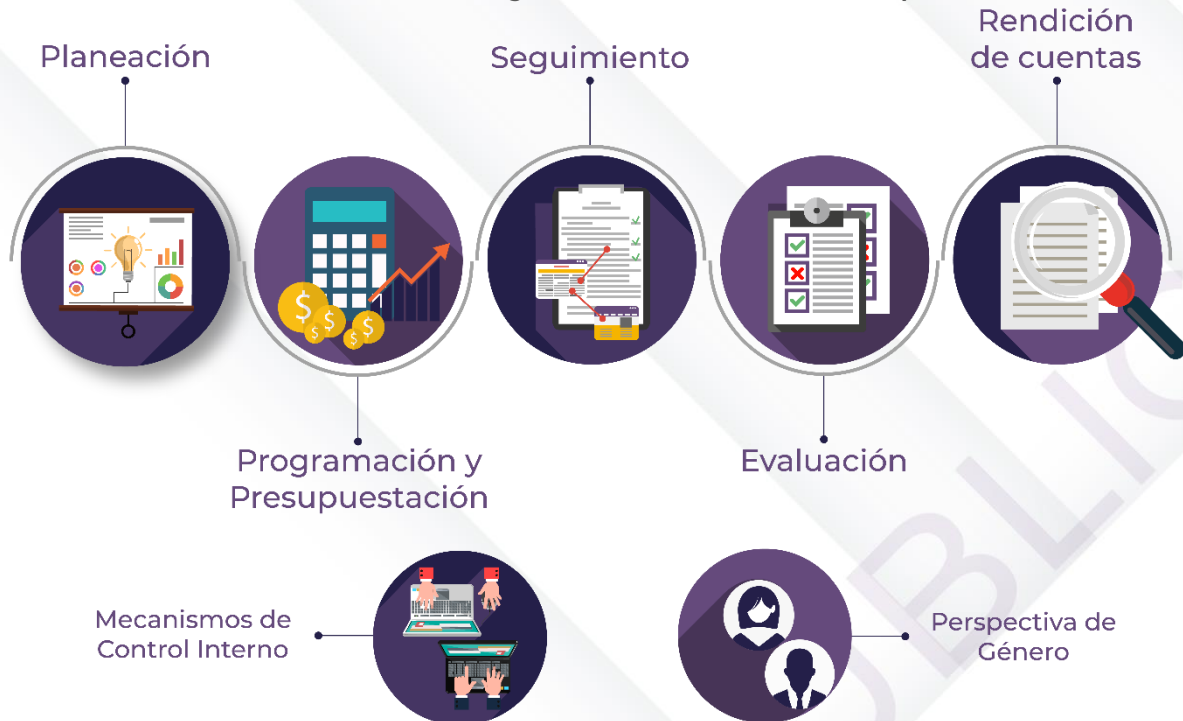 Planeación
Seguimiento
Rendición
de cuentas
$
$
$
$
$
Programación y
Presupuestación
Evaluación
Mecanismos de
Control Interno
Perspectiva de
Género